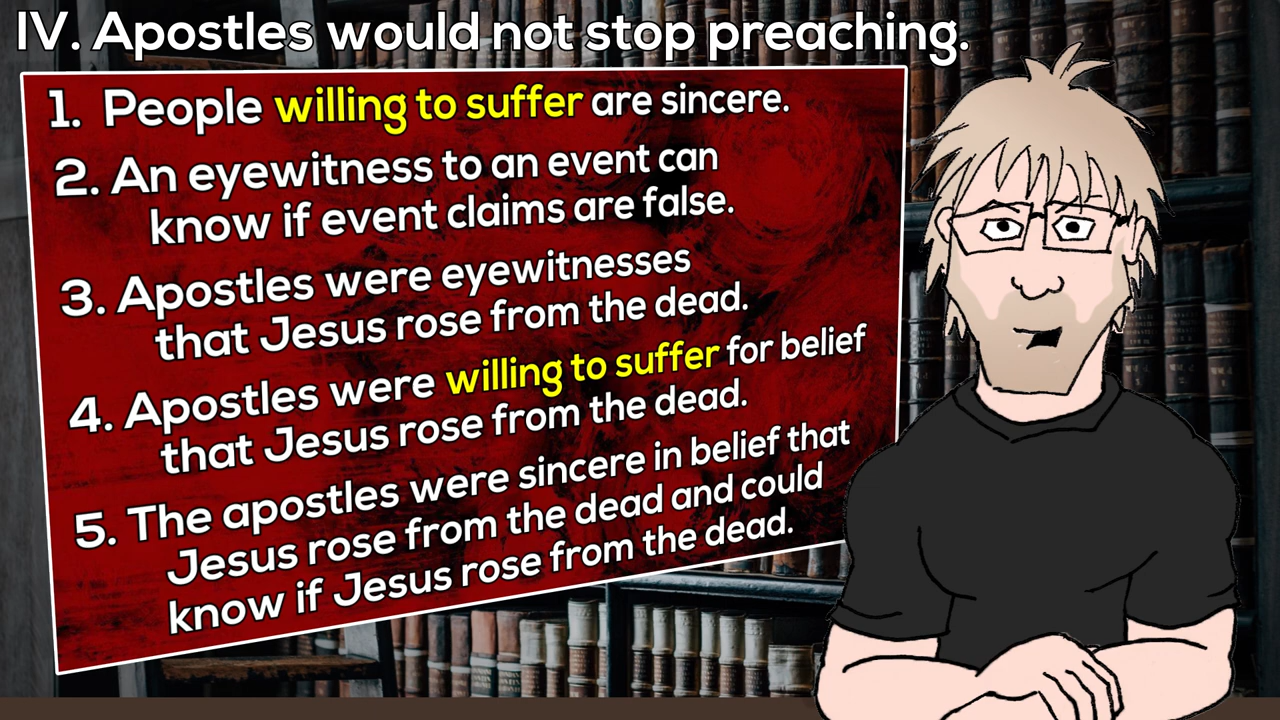 IV. Apostles would not stop preaching.
1. People willing to suffer are sincere.
2. An eyewitness to an event can
know if event claims are false.
3. Apostles were eyewitnesses
that Jesus rose from the dead.
4. Apostles were willing to suffer for belief
that Jesus rose from the dead.
5. The apostles were sincere in belief that
Jesus rose from the dead and could
know if Jesus rose from the dead.